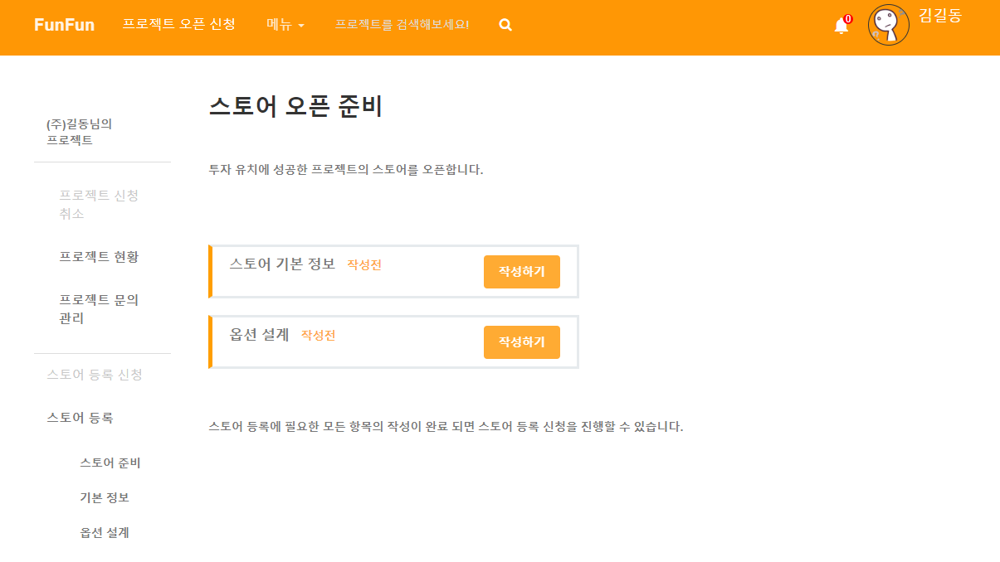 FunFun 프로젝트 오픈 신청 메뉴 프로젝트를 검색해보세요! 0 김길동
(주)길동님의
프로젝트
프로젝트 신청
취소
프로젝트 현황
프로젝트 문의
관리
스토어 등록 신청
스토어 등록
스토어 준비
기본 정보
옵션 설계
스토어 오픈 준비
투자 유치에 성공한 프로젝트의 스토어를 오픈합니다.
스토어 기본 정보 작성전 작성하기
옵션 설계 작성전 작성하기
스토어 등록에 필요한 모든 항목의 작성이 완료 되면 스토어 등록 신청을 진행할 수 있습니다.